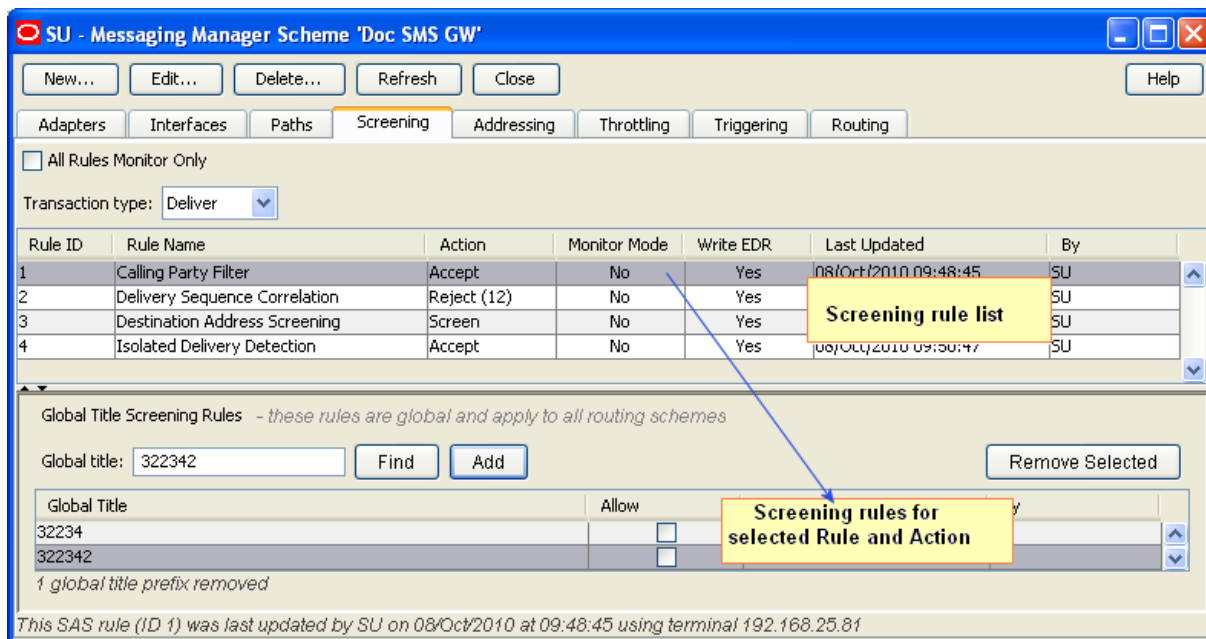 SU - Messaging Manager Scheme 'Doc SMS GW'
New... Edit... Delete... Refresh Close Help
Adapters Interfaces Paths Screening Addressing Throttling Triggering Routing
All Rules Monitor Only
Transaction type: Deliver
Rule ID Rule Name Action Monitor Mode Write EDR Last Updated By
1 Calling Party Filter Accept No Yes 08/Oct/2010 09:48:45 SU
2 Delivery Sequence Correlation Reject (12) No Yes SU
Screening rule list
3 Destination Address Screening Screen No Yes SU
4 Isolated Delivery Detection Accept No Yes 08/Oct/2010 09:50:47 SU
Global Title Screening Rules - these rules are global and apply to all routing schemes
Global title: 322342 Find Add Remove Selected
Global Title Allow
Screening rules for
selected Rule and Action
32234
322342
1 global title prefix removed
This SAS rule (ID 1) was last updated by SU on 08/Oct/2010 at 09:48:45 using terminal 192.168.25.81